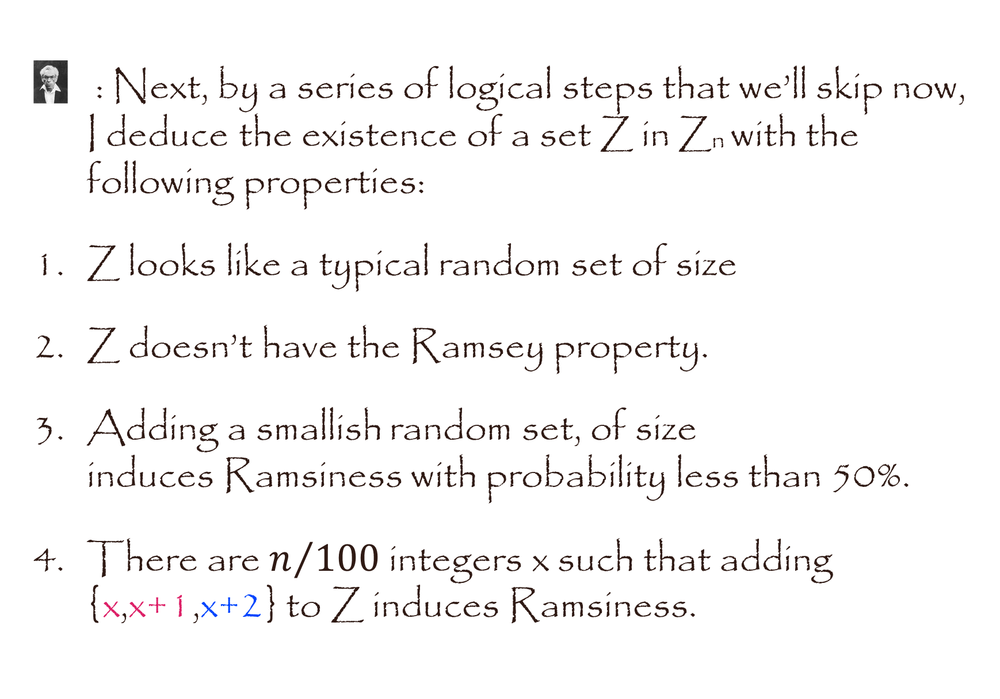 : Next, by a series of logical steps that we’ll skip now,
I deduce the existence of a set Z in Zn with the
following properties:
1. Z looks like a typical random set of size
2. Z doesn’t have the Ramsey property.
3. Adding a smallish random set, of size
induces Ramsiness with probability less than 50%.
4. There are n/100 integers x such that adding
{x,x+1,x+2} to Z induces Ramsiness.